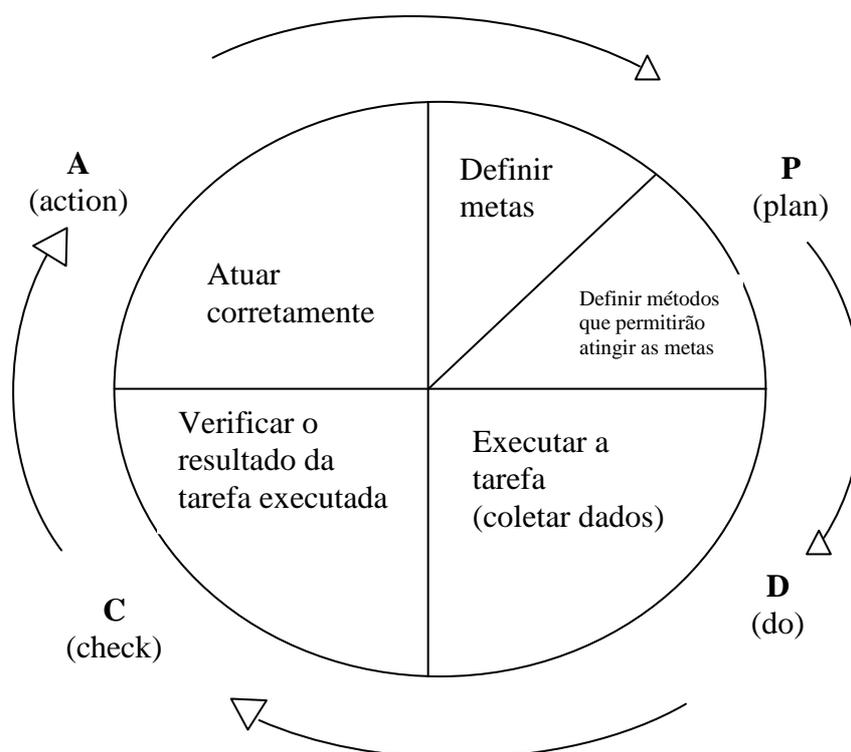 A
(action)
P
(plan)
Definir
metas
Atuar
corretamente
Definir métodos
que permitirão
atingir as metas
Verificar o
resultado da
tarefa executada
Executar a
tarefa
(coletar dados)
C
(check)
D
(do)